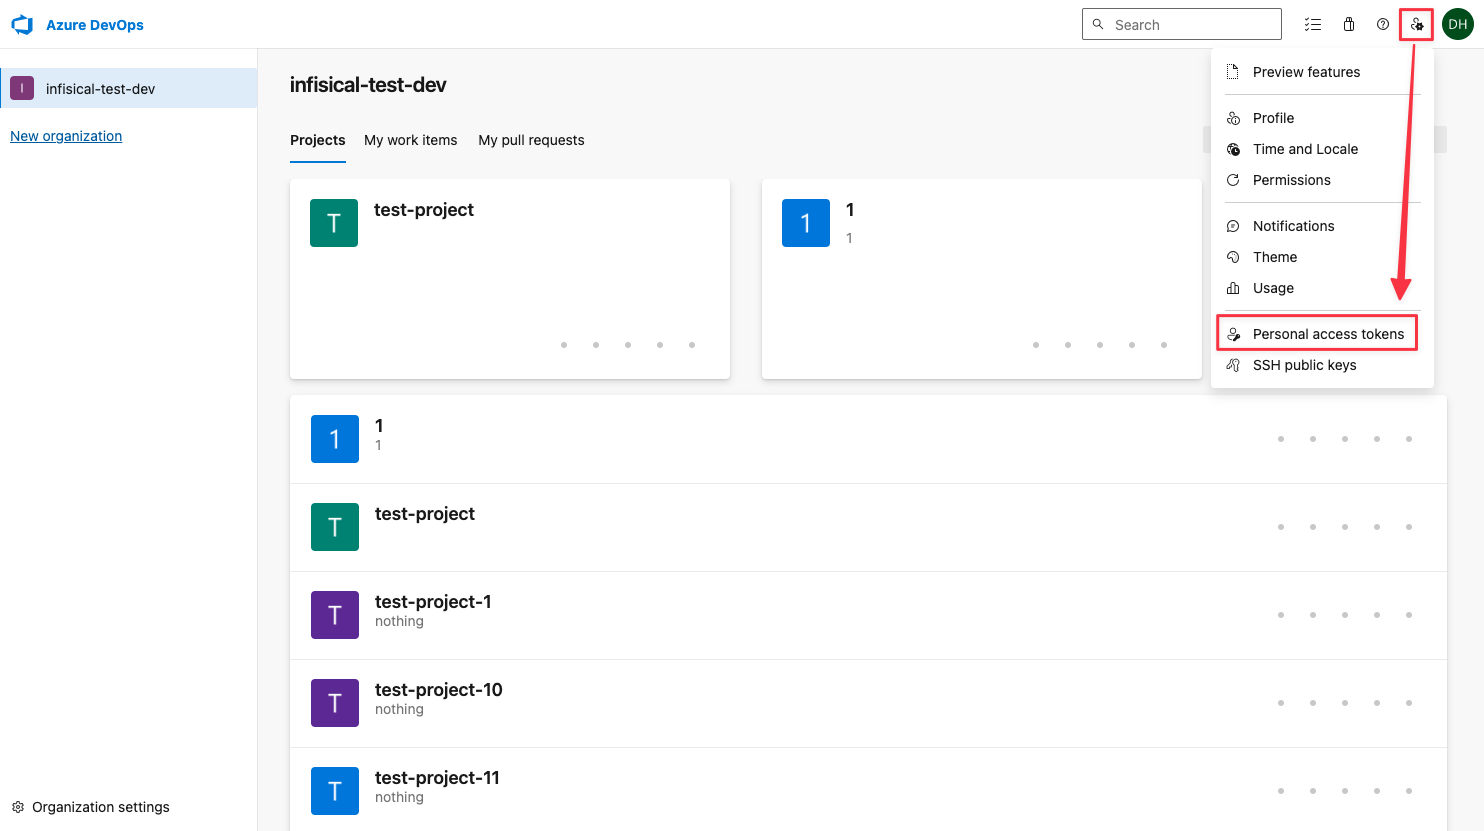 Azure DevOps
Search
DH
I
infisical-test-dev
New organization
infisical-test-dev
Projects
My work items
My pull requests
T
test-project
1
1
1
Preview features
Profile
Time and Locale
Permissions
Notifications
Theme
Usage
Personal access tokens
SSH public keys
1
1
1
T
test-project
T
test-project-1
nothing
T
test-project-10
nothing
T
test-project-11
nothing
Organization settings